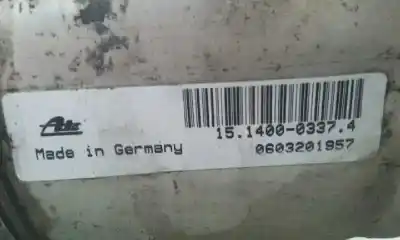 Ate
15.1400-0337.4
Made in Germany
0603201957